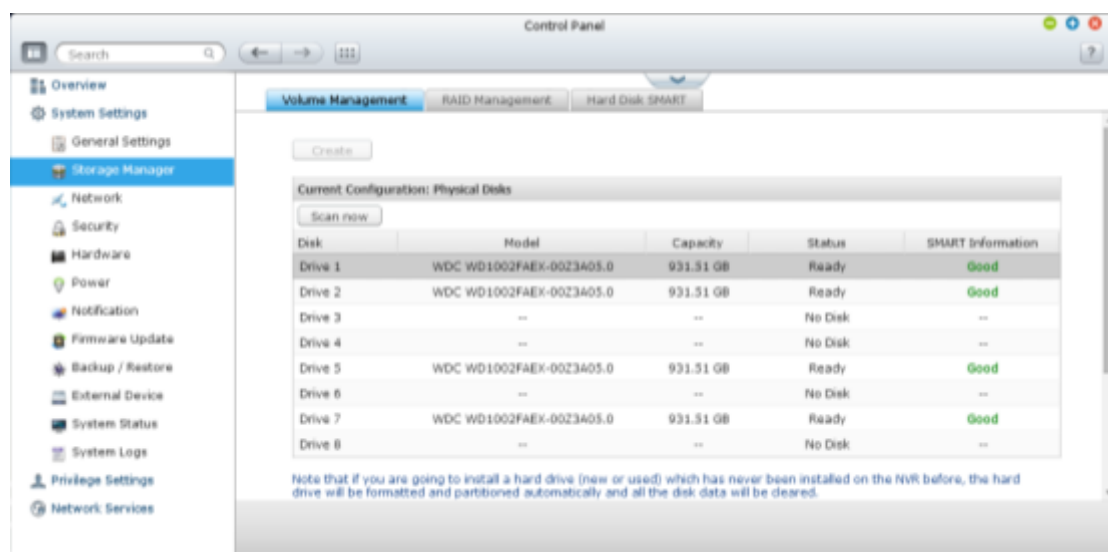 Control Panel
Search
?
Overview
System Settings
General Settings
Storage Manager
Network
Security
Hardware
Power
Notification
Firmware Update
Backup / Restore
External Device
System Status
System Logs
Privilege Settings
Network Services
Volume Management RAID Management Hard Disk SMART
Create
Current Configuration: Physical Disks
Scan now
Disk Model Capacity Status SMART Information
Drive 1 WDC WD1002FAEX-00Z3A05.0 931.51 GB Ready Good
Drive 2 WDC WD1002FAEX-00Z3A05.0 931.51 GB Ready Good
Drive 3 -- -- No Disk --
Drive 4 -- -- No Disk --
Drive 5 WDC WD1002FAEX-00Z3A05.0 931.51 GB Ready Good
Drive 6 -- -- No Disk --
Drive 7 WDC WD1002FAEX-00Z3A05.0 931.51 GB Ready Good
Drive 8 -- -- No Disk --
Note that if you are going to install a hard drive (new or used) which has never been installed on the NVR before, the hard
drive will be formatted and partitioned automatically and all the disk data will be cleared.